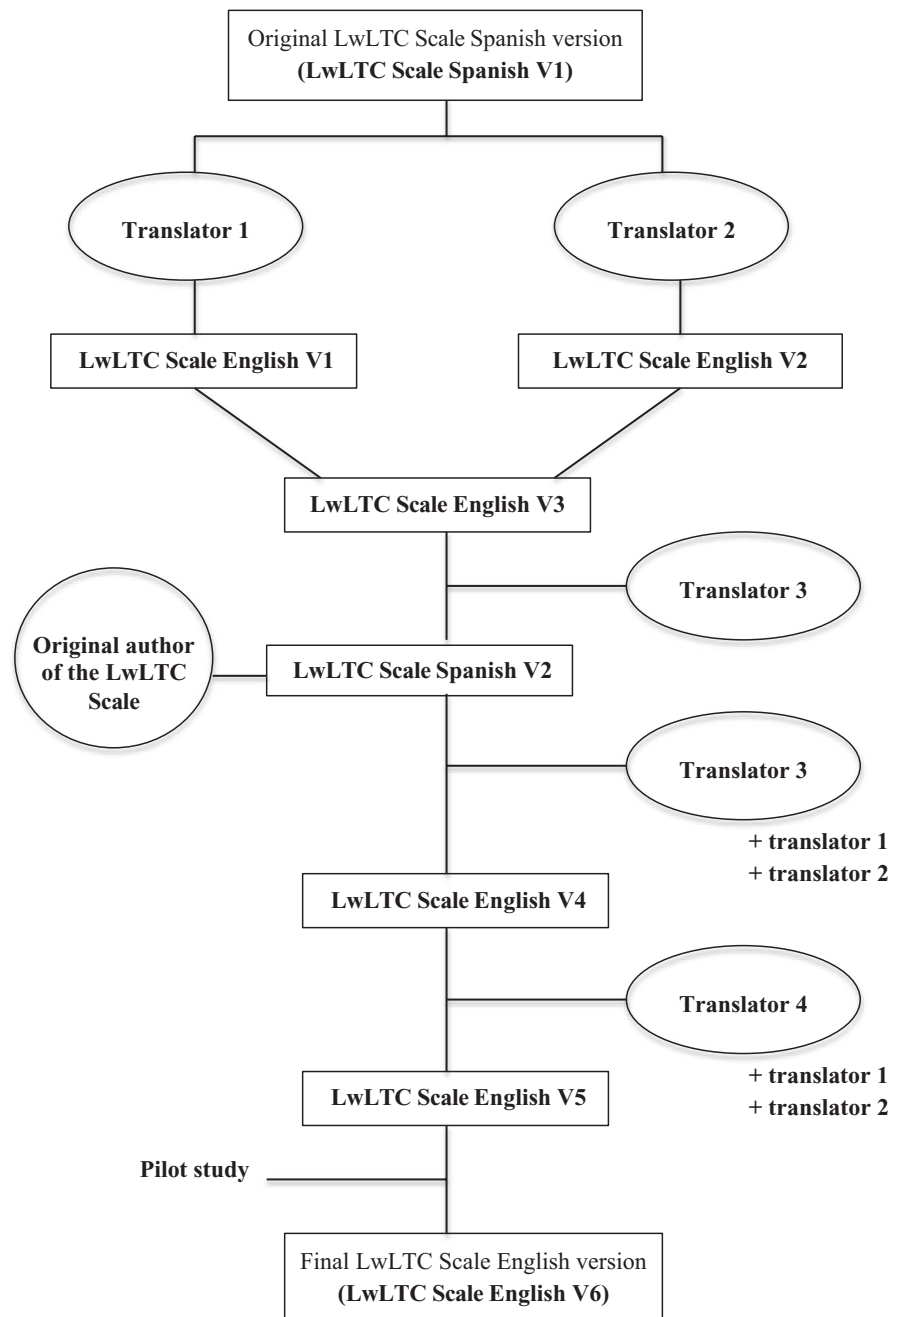 Original LwLTC Scale Spanish version
(LwLTC Scale Spanish V1)
Translator 1
Translator 2
LwLTC Scale English V1
LwLTC Scale English V2
LwLTC Scale English V3
Translator 3
Original author
of the LwLTC
Scale
LwLTC Scale Spanish V2
Translator 3
+ translator 1
+ translator 2
LwLTC Scale English V4
Translator 4
+ translator 1
+ translator 2
LwLTC Scale English V5
Pilot study
Final LwLTC Scale English version
(LwLTC Scale English V6)